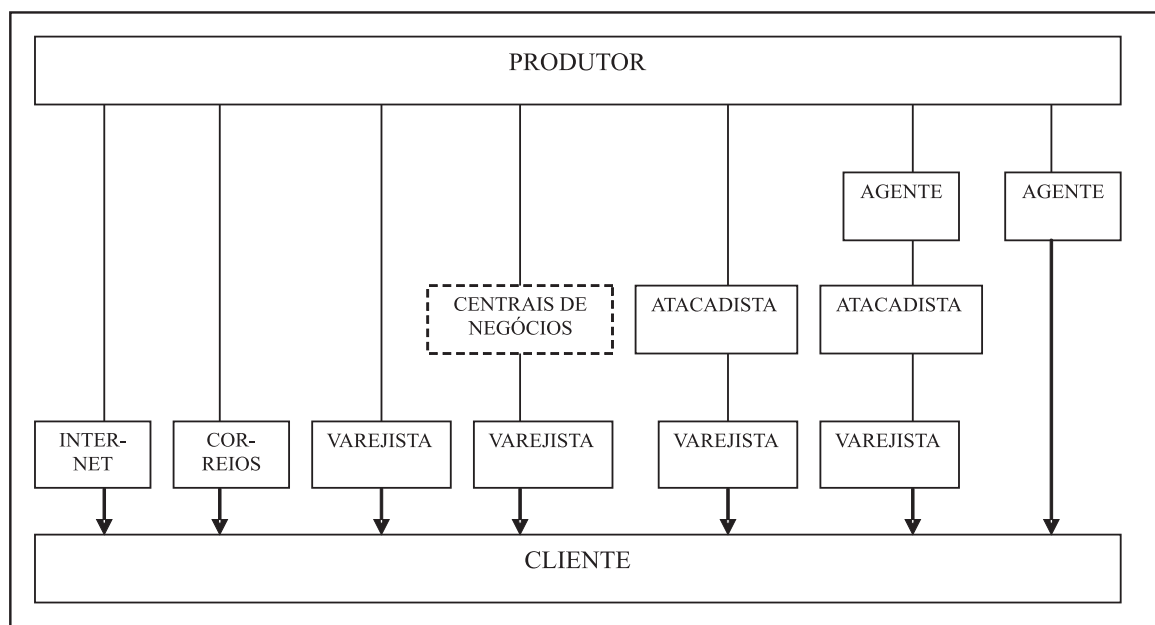 PRODUTOR
AGENTE
AGENTE
CENTRAIS DE
NEGÓCIOS
ATACADISTA
ATACADISTA
INTER-
NET
COR-
REIOS
VAREJISTA
VAREJISTA
VAREJISTA
VAREJISTA
CLIENTE